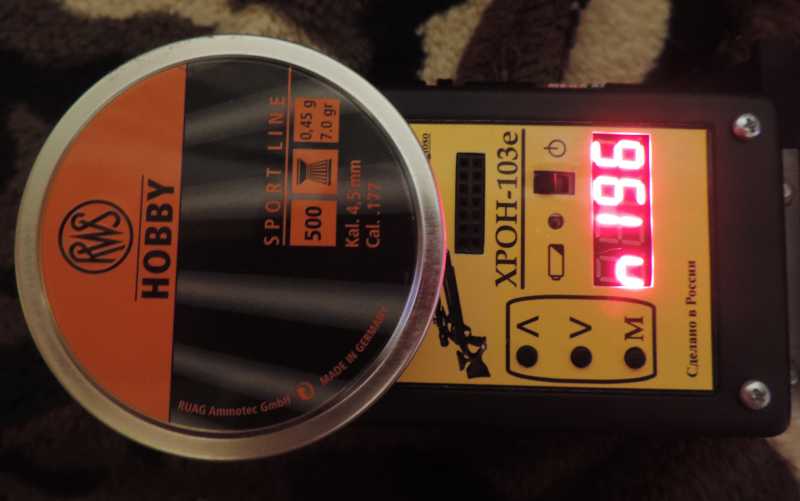 RWS
HOBBY
SPORT LINE
500
0,45 g
7.0 gr
Kal. 4,5 mm
Cal. .177
RUAG Ammotec GmbH
MADE IN GERMANY
ХРОН-103е
n 196
Λ V M
Сделано в России